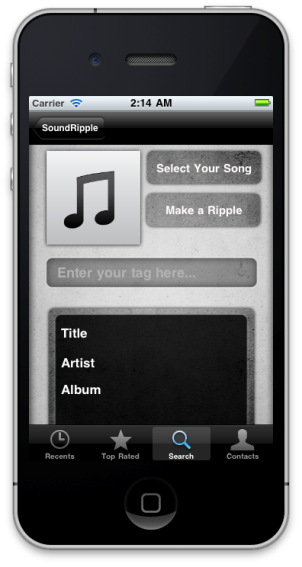 Carrier 2:14 AM
SoundRipple
Select Your Song
Make a Ripple
Enter your tag here...
Title
Artist
Album
Recents Top Rated Search Contacts